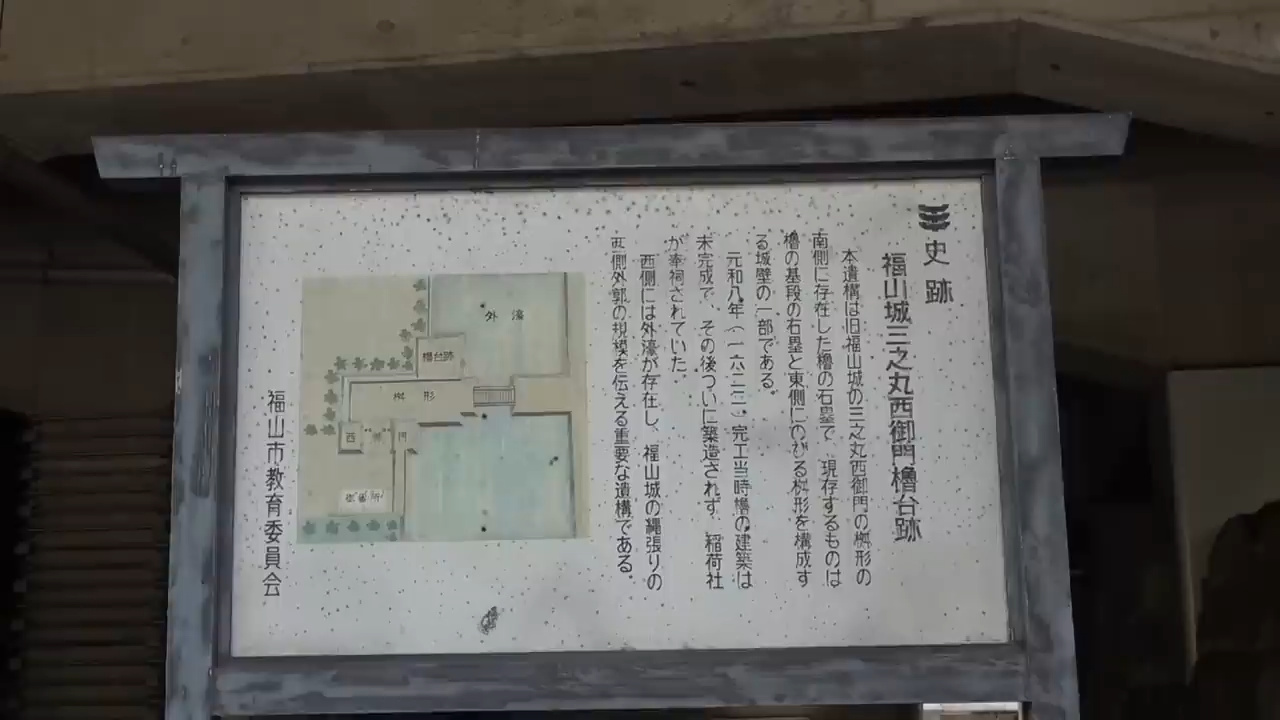 史跡
福山城三之丸西御門櫓台跡
本遺構は旧福山城の三之丸西御門の桝形の
南側に存在した櫓の石塁で、現存するものは
櫓の基段の石塁と東側にのびる桝形を構成す
る城壁の一部である。
元和八年(一六二二)完工当時櫓の建築は
未完成で、その後ついに築造されず、稲荷社
が奉祠されていた。
西側には外濠が存在し、福山城の縄張りの
西側外郭の規模を伝える重要な遺構である。
外濠
櫓台跡
桝形
西御門
御番所
福山市教育委員会